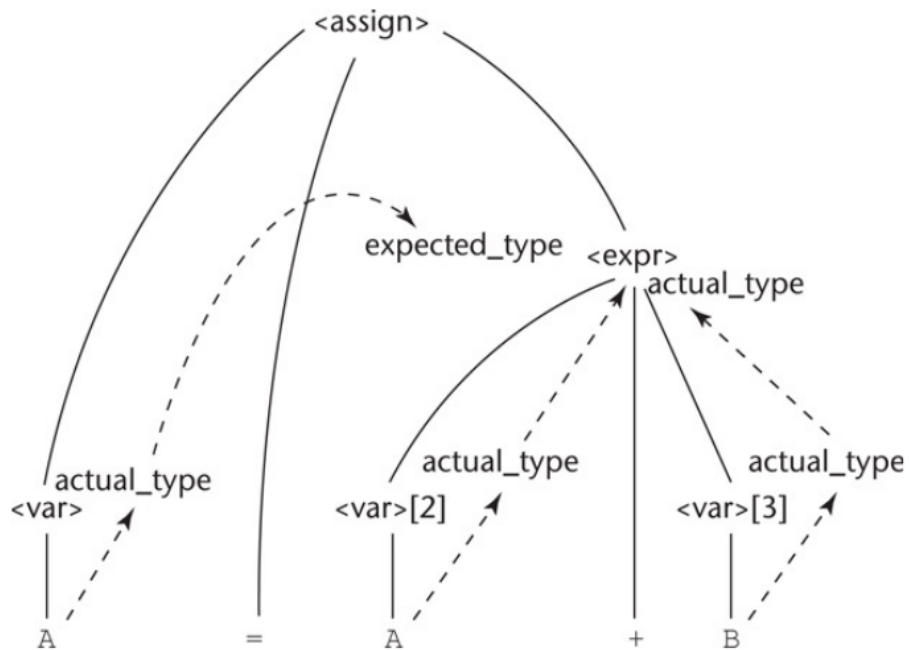 <assign>
expected_type
<expr>
actual_type
actual_type
<var>
actual_type
<var>[2]
actual_type
<var>[3]
A
=
A
+
B